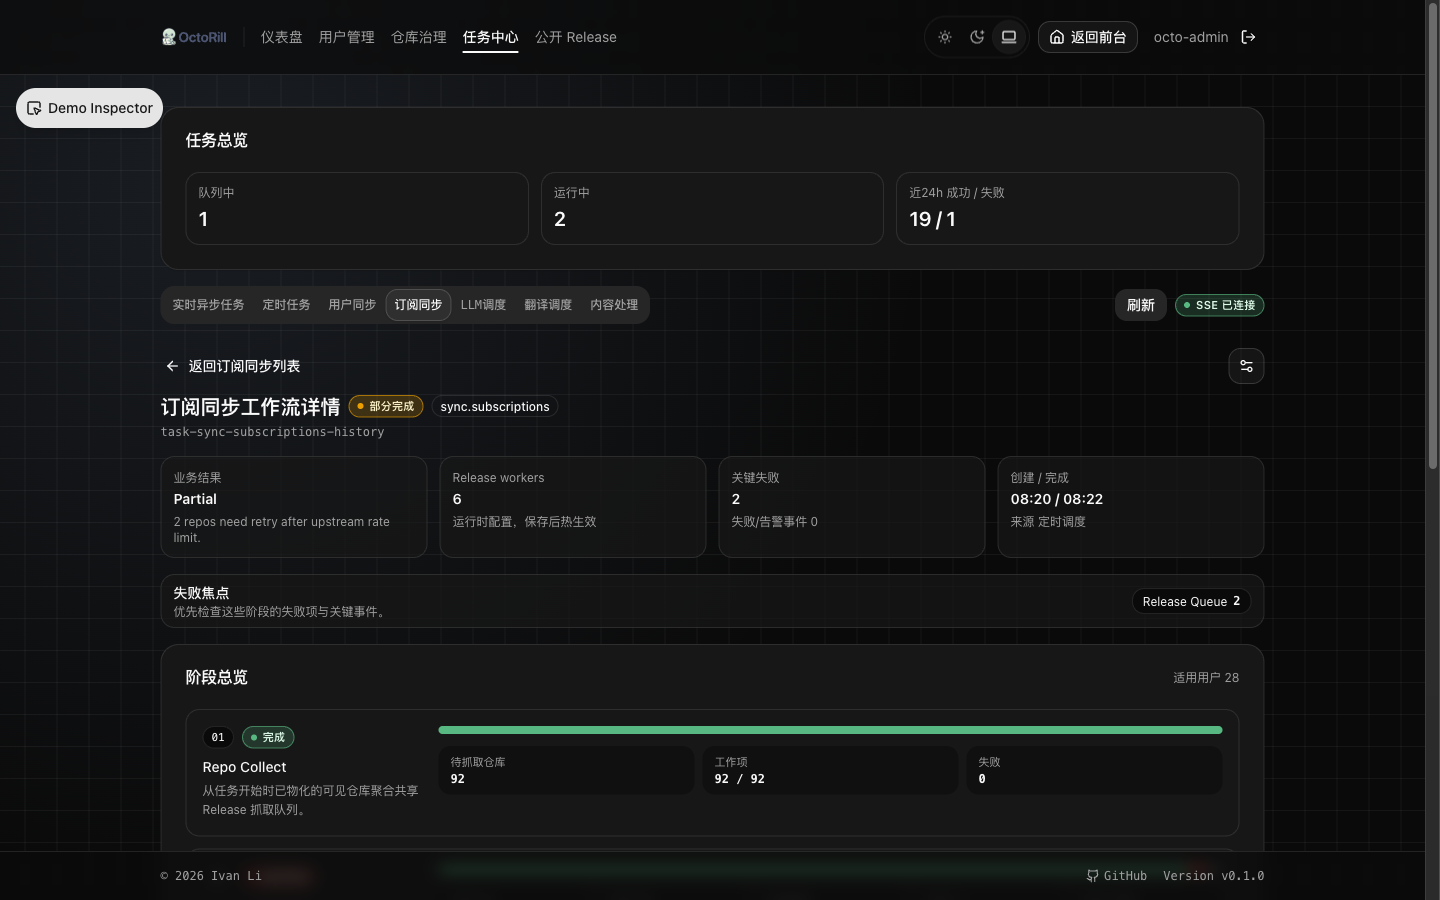 OctoRill
仪表盘 用户管理 仓库治理 任务中心 公开 Release
返回前台
octo-admin
Demo Inspector
任务总览
队列中
1
运行中
2
近24h 成功 / 失败
19 / 1
实时异步任务 定时任务 用户同步 订阅同步 LLM调度 翻译调度 内容处理
刷新
SSE 已连接
返回订阅同步列表
订阅同步工作流详情
部分完成
sync.subscriptions
task-sync-subscriptions-history
业务结果
Partial
2 repos need retry after upstream rate
limit.
Release workers
6
运行时配置，保存后热生效
关键失败
2
失败/告警事件 0
创建 / 完成
08:20 / 08:22
来源 定时调度
失败焦点
优先检查这些阶段的失败项与关键事件。
Release Queue 2
阶段总览
适用用户 28
01
完成
Repo Collect
从任务开始时已物化的可见仓库聚合共享
Release 抓取队列。
待抓取仓库
92
工作项
92 / 92
失败
0
© 2026 Ivan Li
GitHub
Version v0.1.0